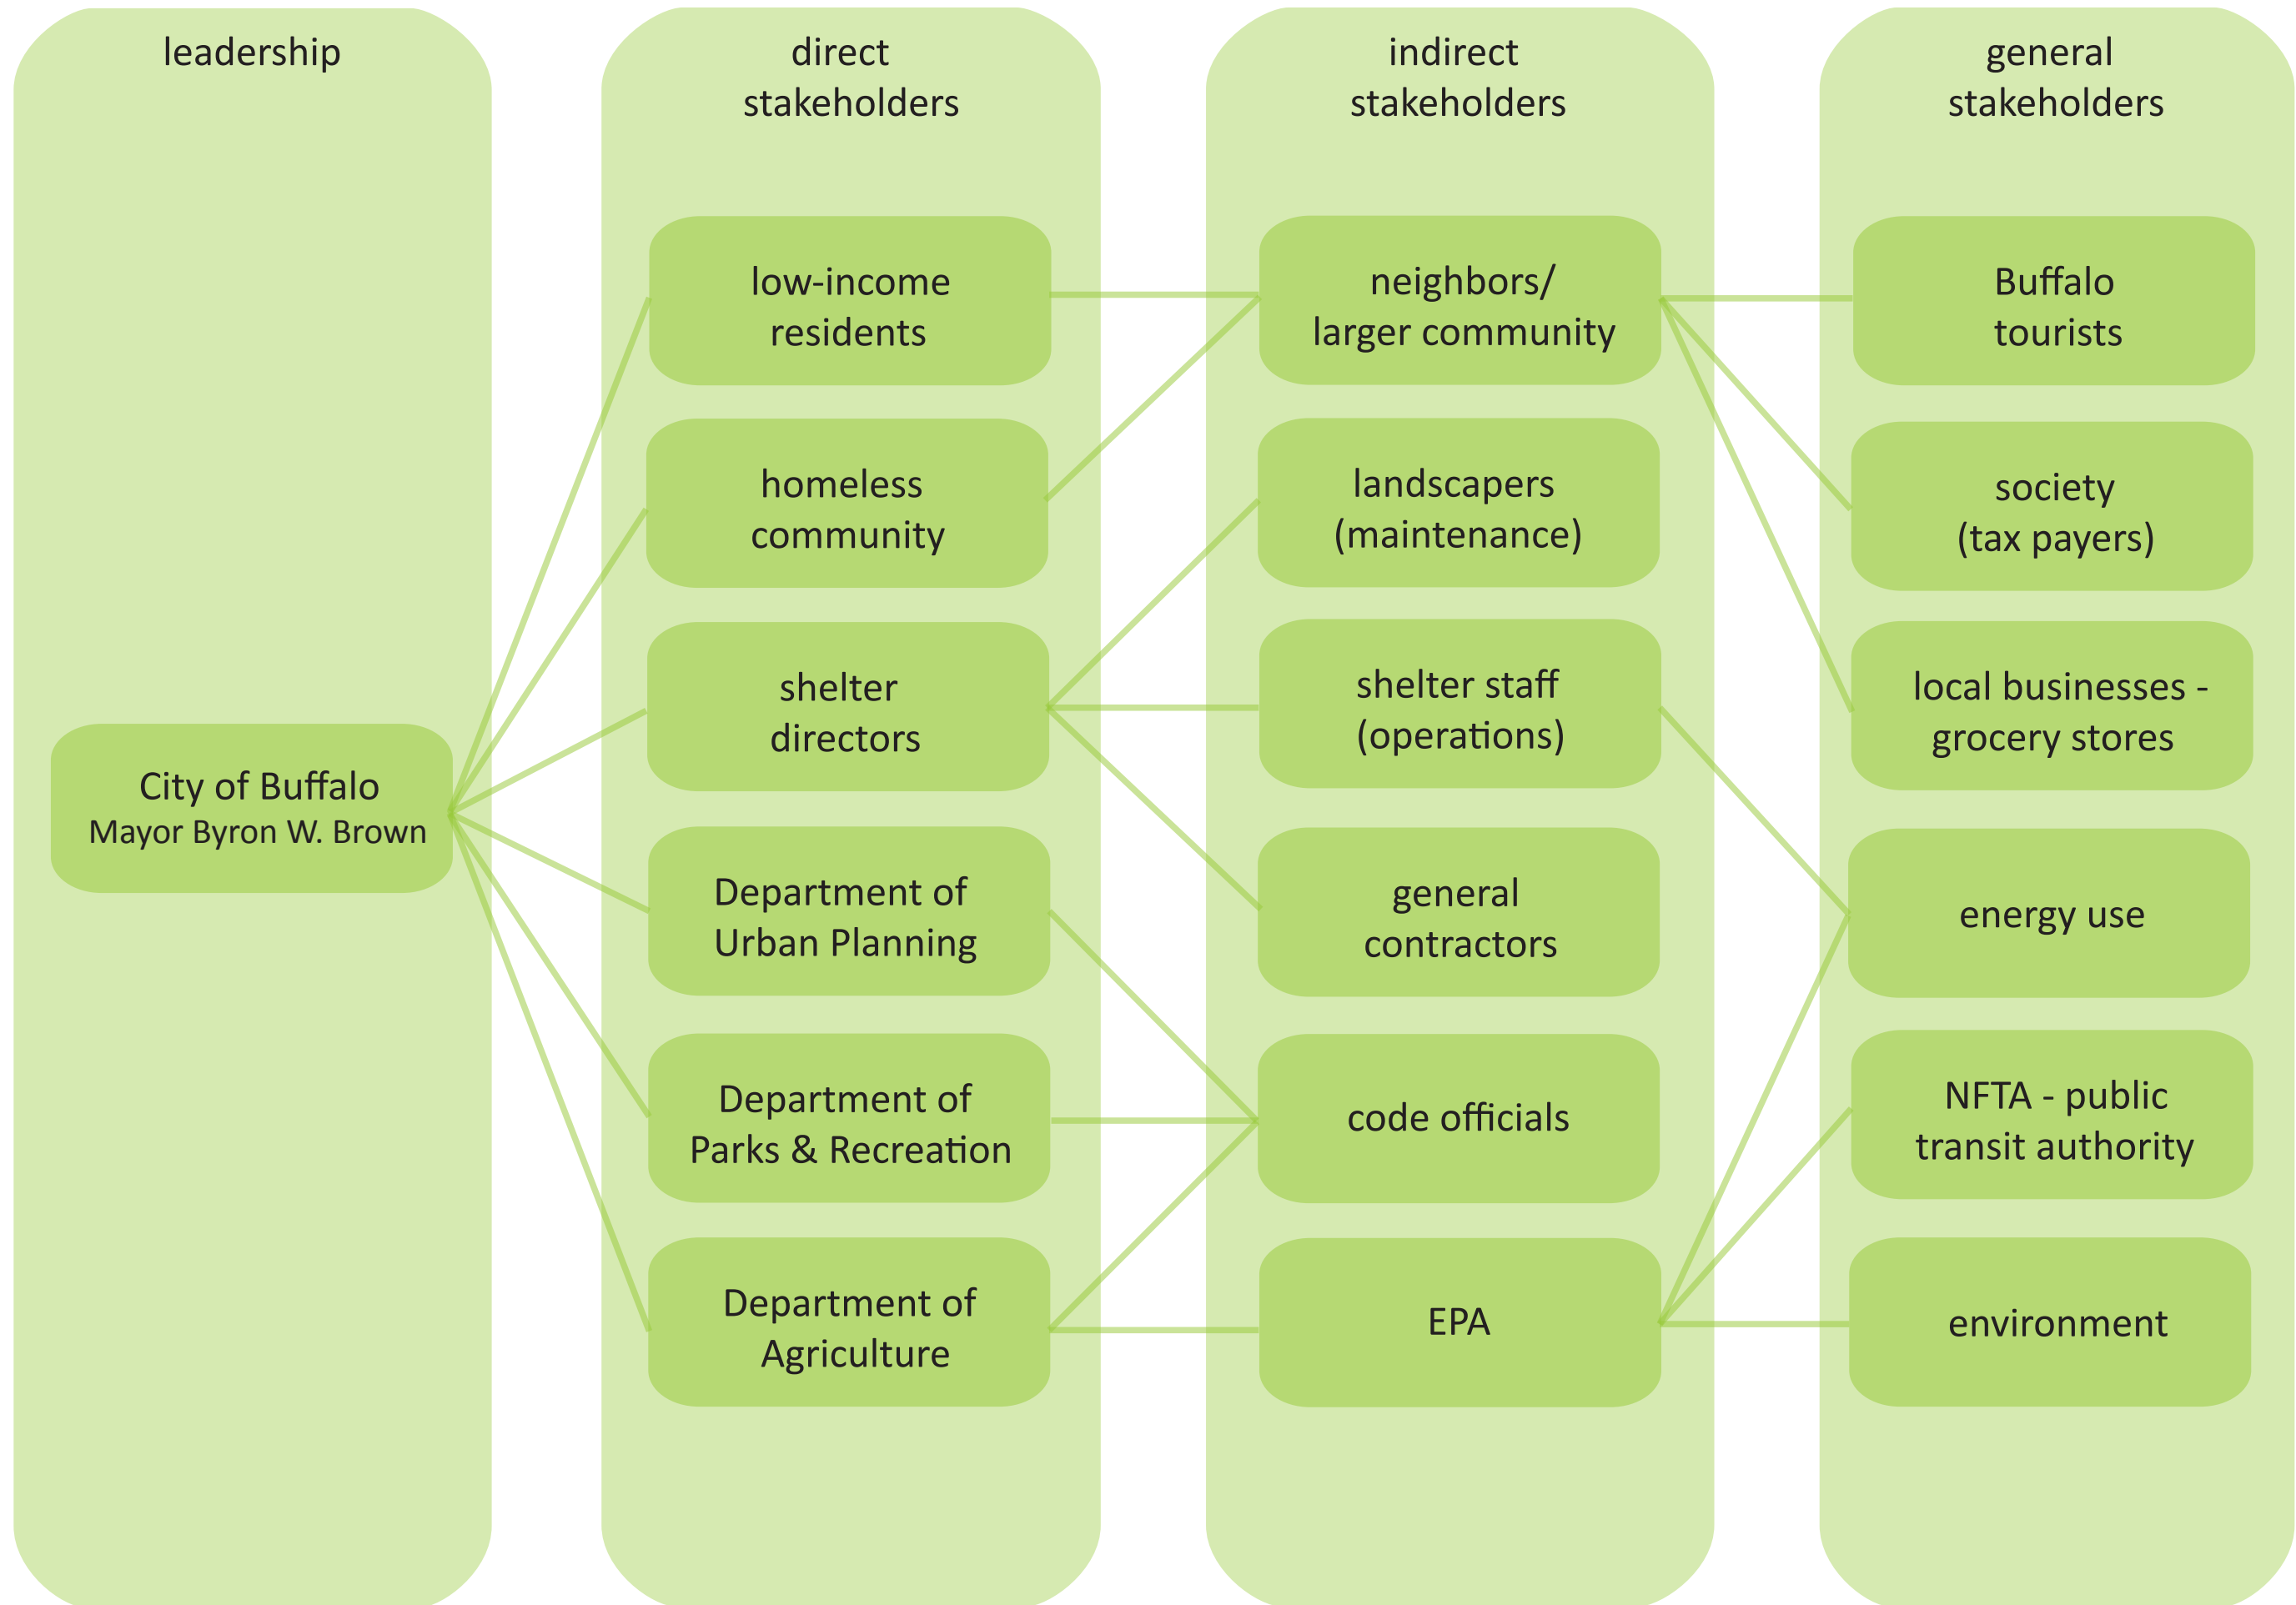 leadership
City of Buffalo
Mayor Byron W. Brown
direct
stakeholders
low-income
residents
homeless
community
shelter
directors
Department of
Urban Planning
Department of
Parks & Recreation
Department of
Agriculture
indirect
stakeholders
neighbors/
larger community
landscapers
(maintenance)
shelter staff
(operations)
general
contractors
code officials
EPA
general
stakeholders
Buffalo
tourists
society
(tax payers)
local businesses -
grocery stores
energy use
NFTA - public
transit authority
environment